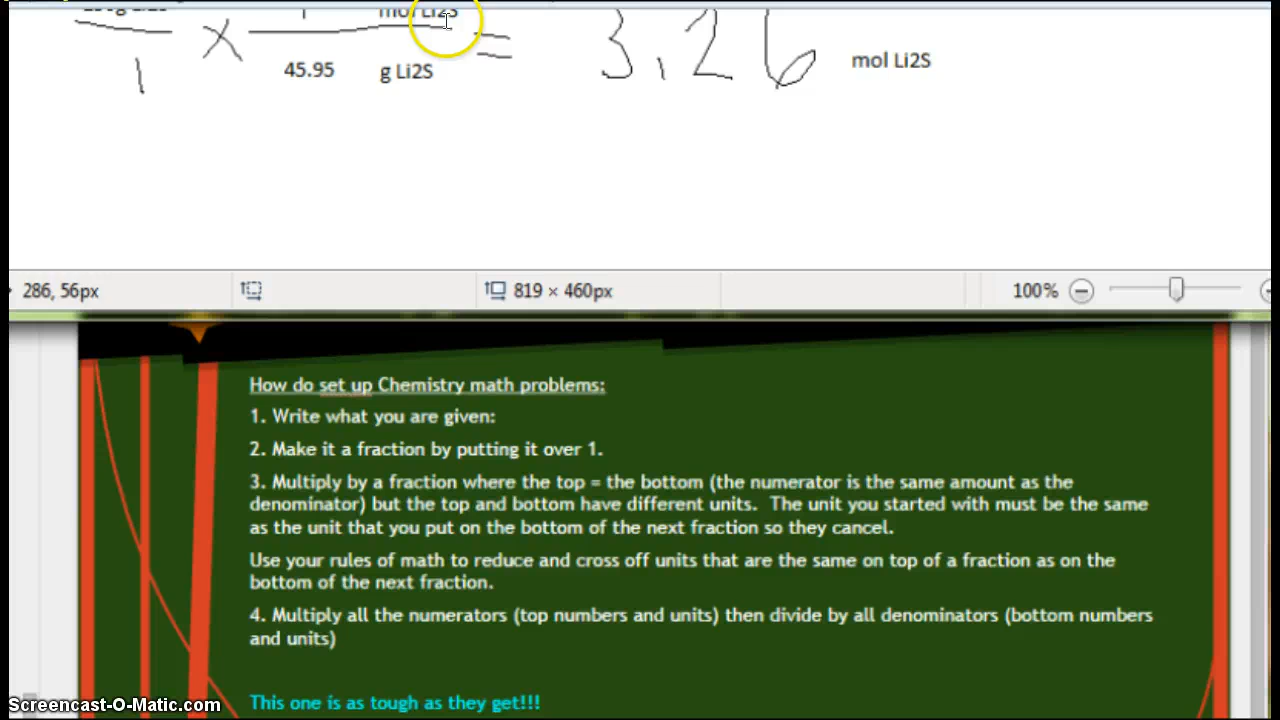 1 mol Li2S
× =
1 45.95 g Li2S 3.26 mol Li2S
286, 56px 819 × 460px 100%
How do set up Chemistry math problems:
1. Write what you are given:
2. Make it a fraction by putting it over 1.
3. Multiply by a fraction where the top = the bottom (the numerator is the same amount as the
denominator) but the top and bottom have different units. The unit you started with must be the same
as the unit that you put on the bottom of the next fraction so they cancel.
Use your rules of math to reduce and cross off units that are the same on top of a fraction as on the
bottom of the next fraction.
4. Multiply all the numerators (top numbers and units) then divide by all denominators (bottom numbers
and units)
This one is as tough as they get!!!
Screencast-O-Matic.com